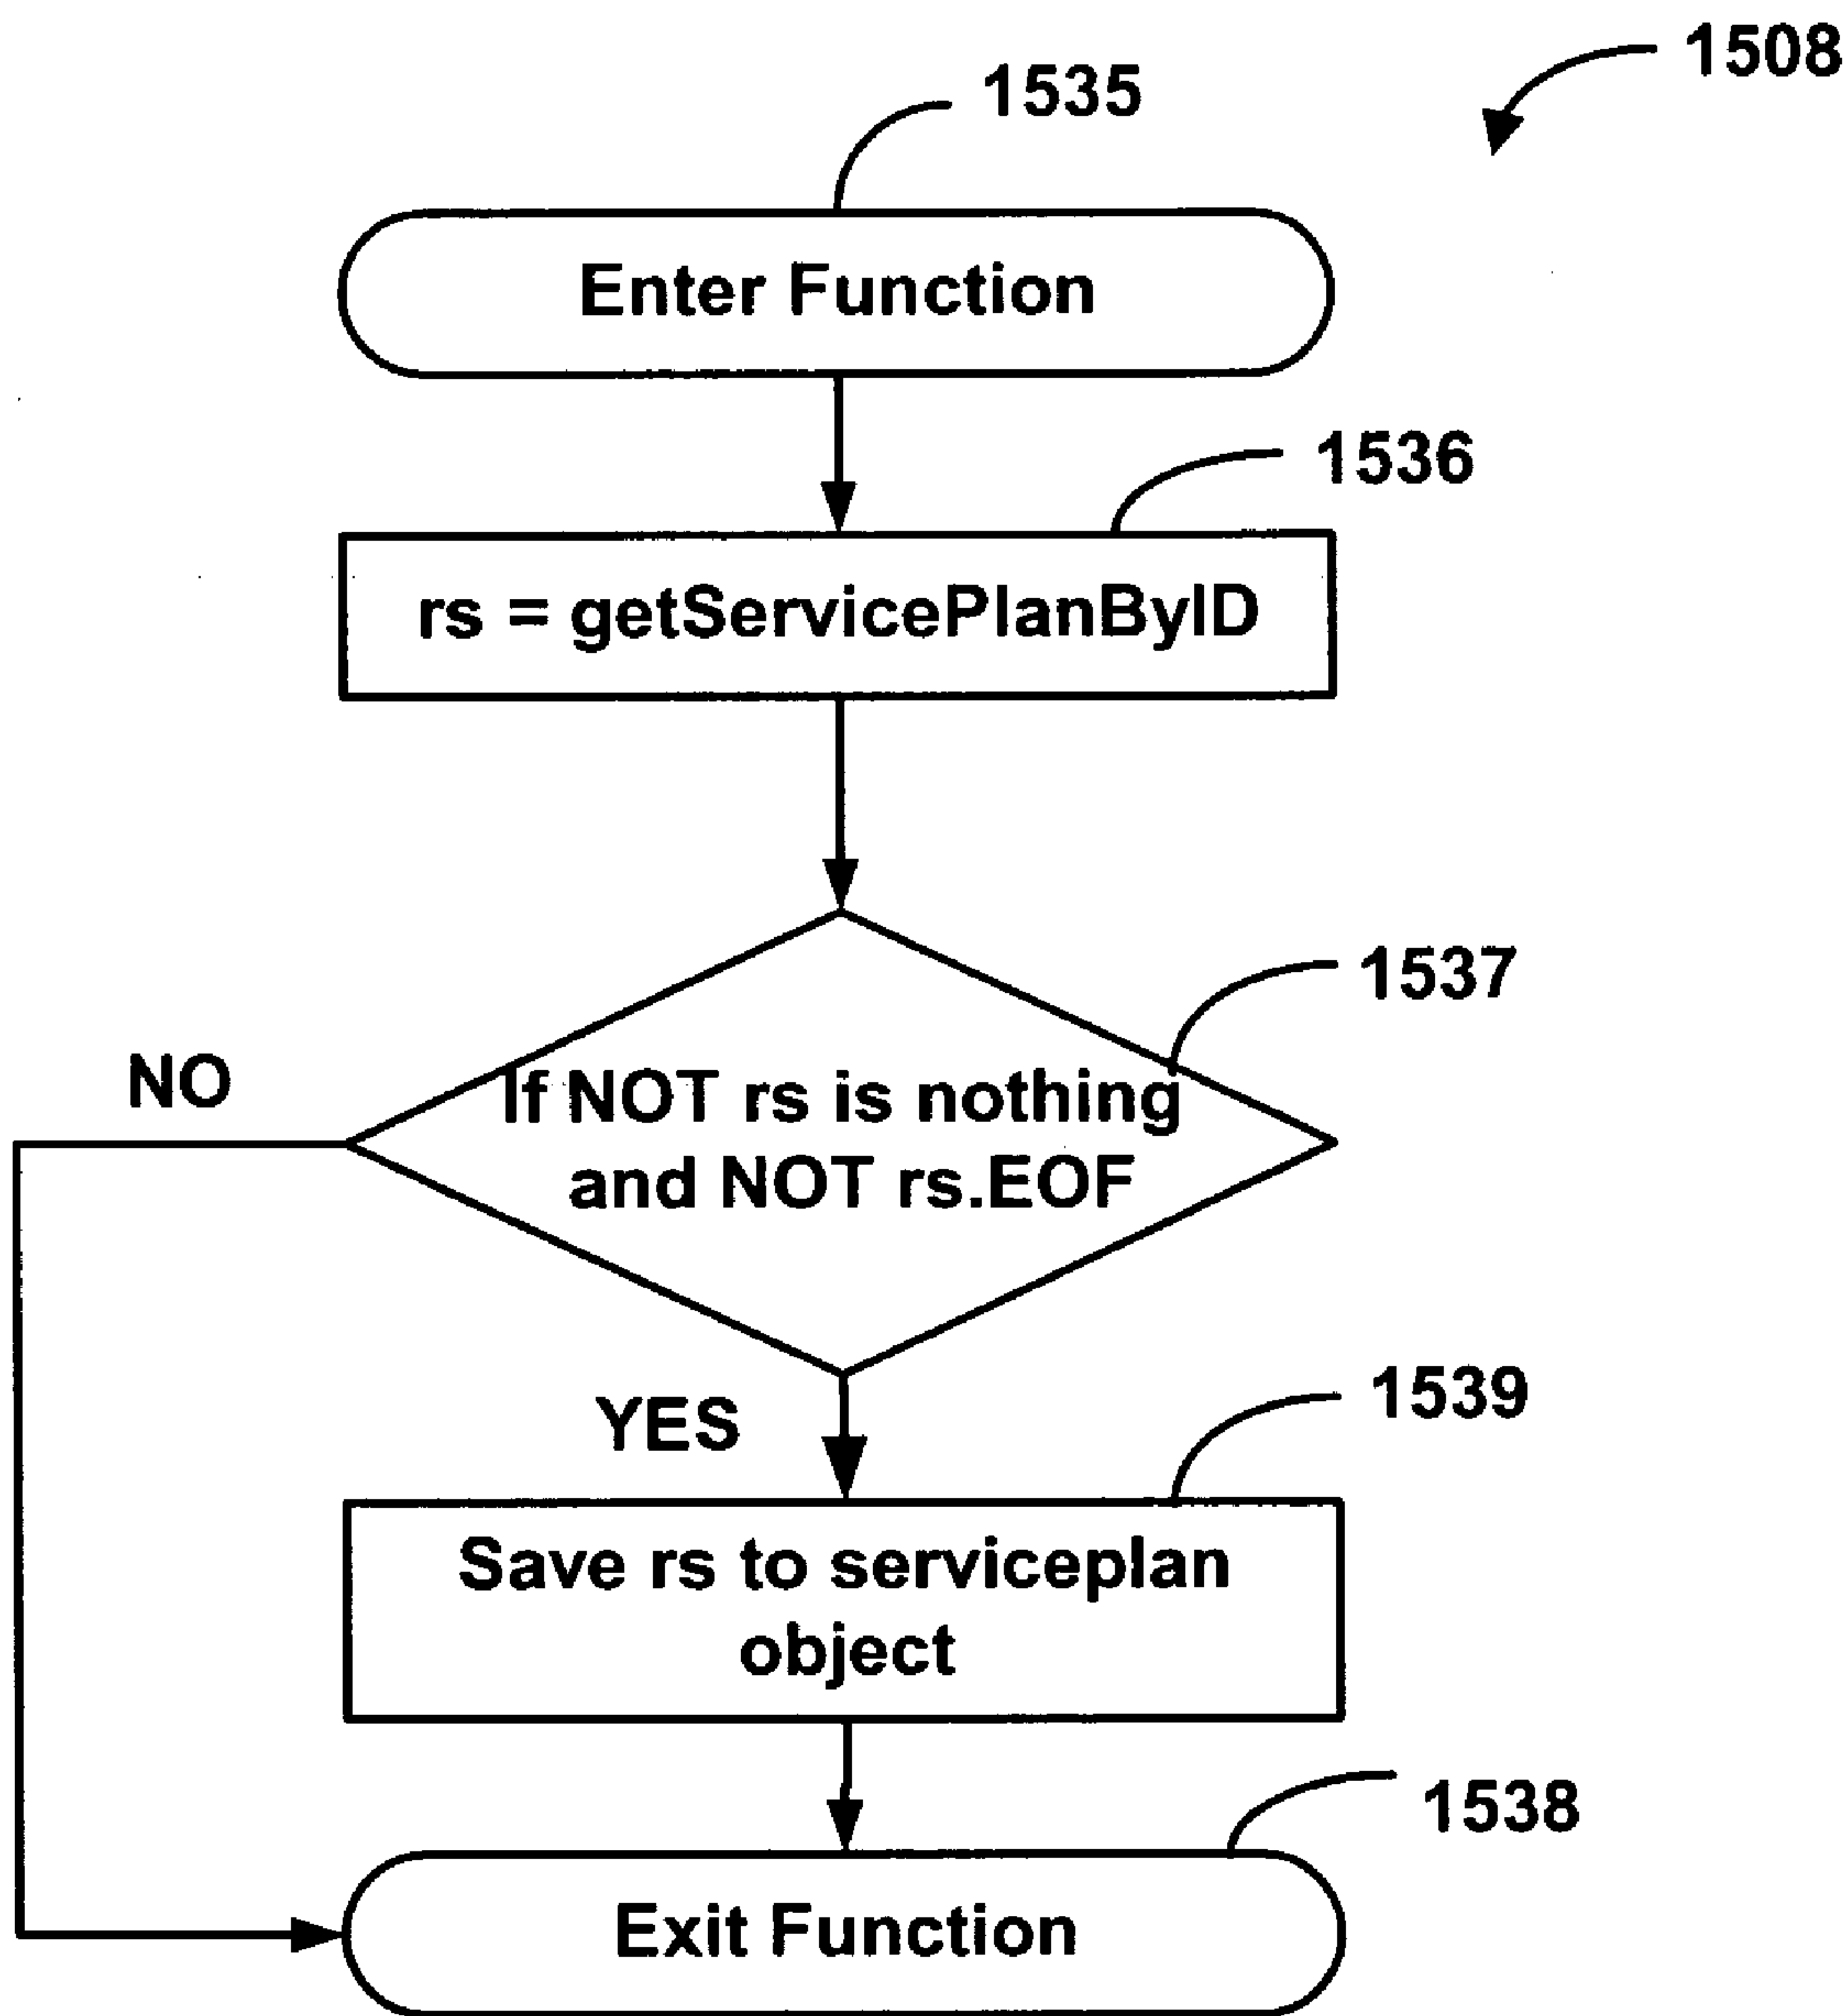 1508
1535
Enter Function
1536
rs = getServicePlanByID
1537
NO
If NOT rs is nothing
and NOT rs.EOF
1539
YES
Save rs to serviceplan
object
1538
Exit Function